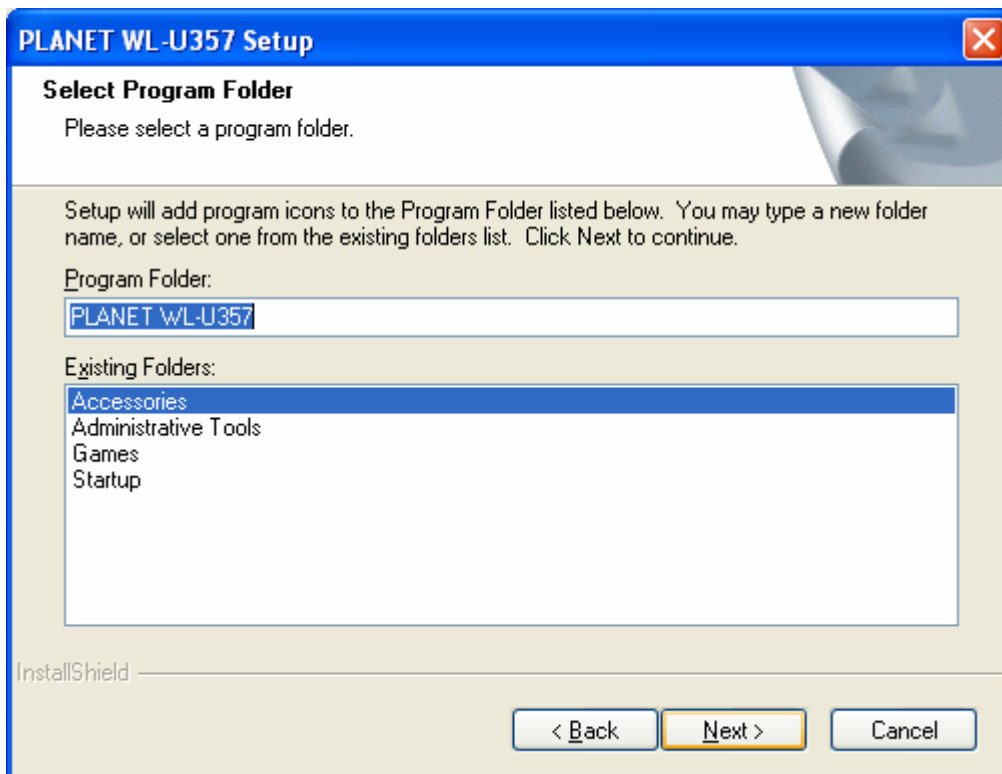 PLANET WL-U357 Setup
Select Program Folder
Please select a program folder.
Setup will add program icons to the Program Folder listed below.  You may type a new folder
name, or select one from the existing folders list.  Click Next to continue.
Program Folder:
PLANET WL-U357
Existing Folders:
Accessories
Administrative Tools
Games
Startup
InstallShield
< Back
Next >
Cancel